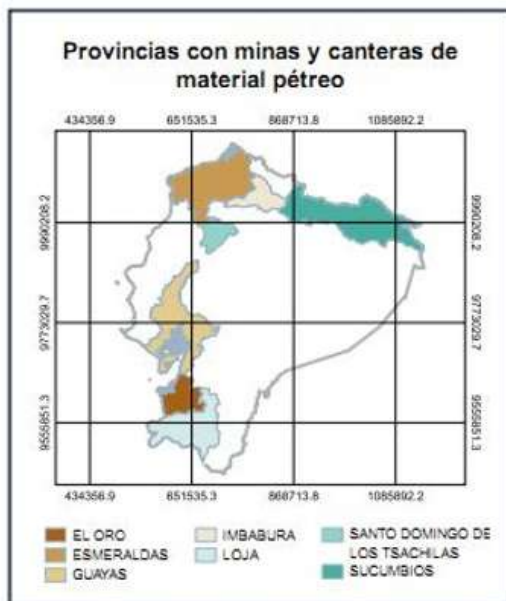 Provincias con minas y canteras de
material pétreo
434356.9 651535.3 868713.8 1085892.2
9990208.2 9990208.2
9773029.7 9773029.7
9555851.3 9555851.3
434356.9 651535.3 868713.8 1085892.2
EL ORO IMBABURA SANTO DOMINGO DE
ESMERALDAS LOJA LOS TSACHILAS
GUAYAS SUCUMBIOS